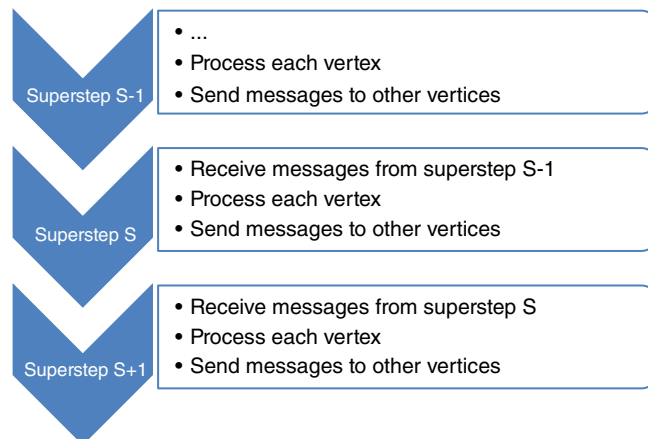 Superstep S-1
• ...
• Process each vertex
• Send messages to other vertices
Superstep S
• Receive messages from superstep S-1
• Process each vertex
• Send messages to other vertices
Superstep S+1
• Receive messages from superstep S
• Process each vertex
• Send messages to other vertices